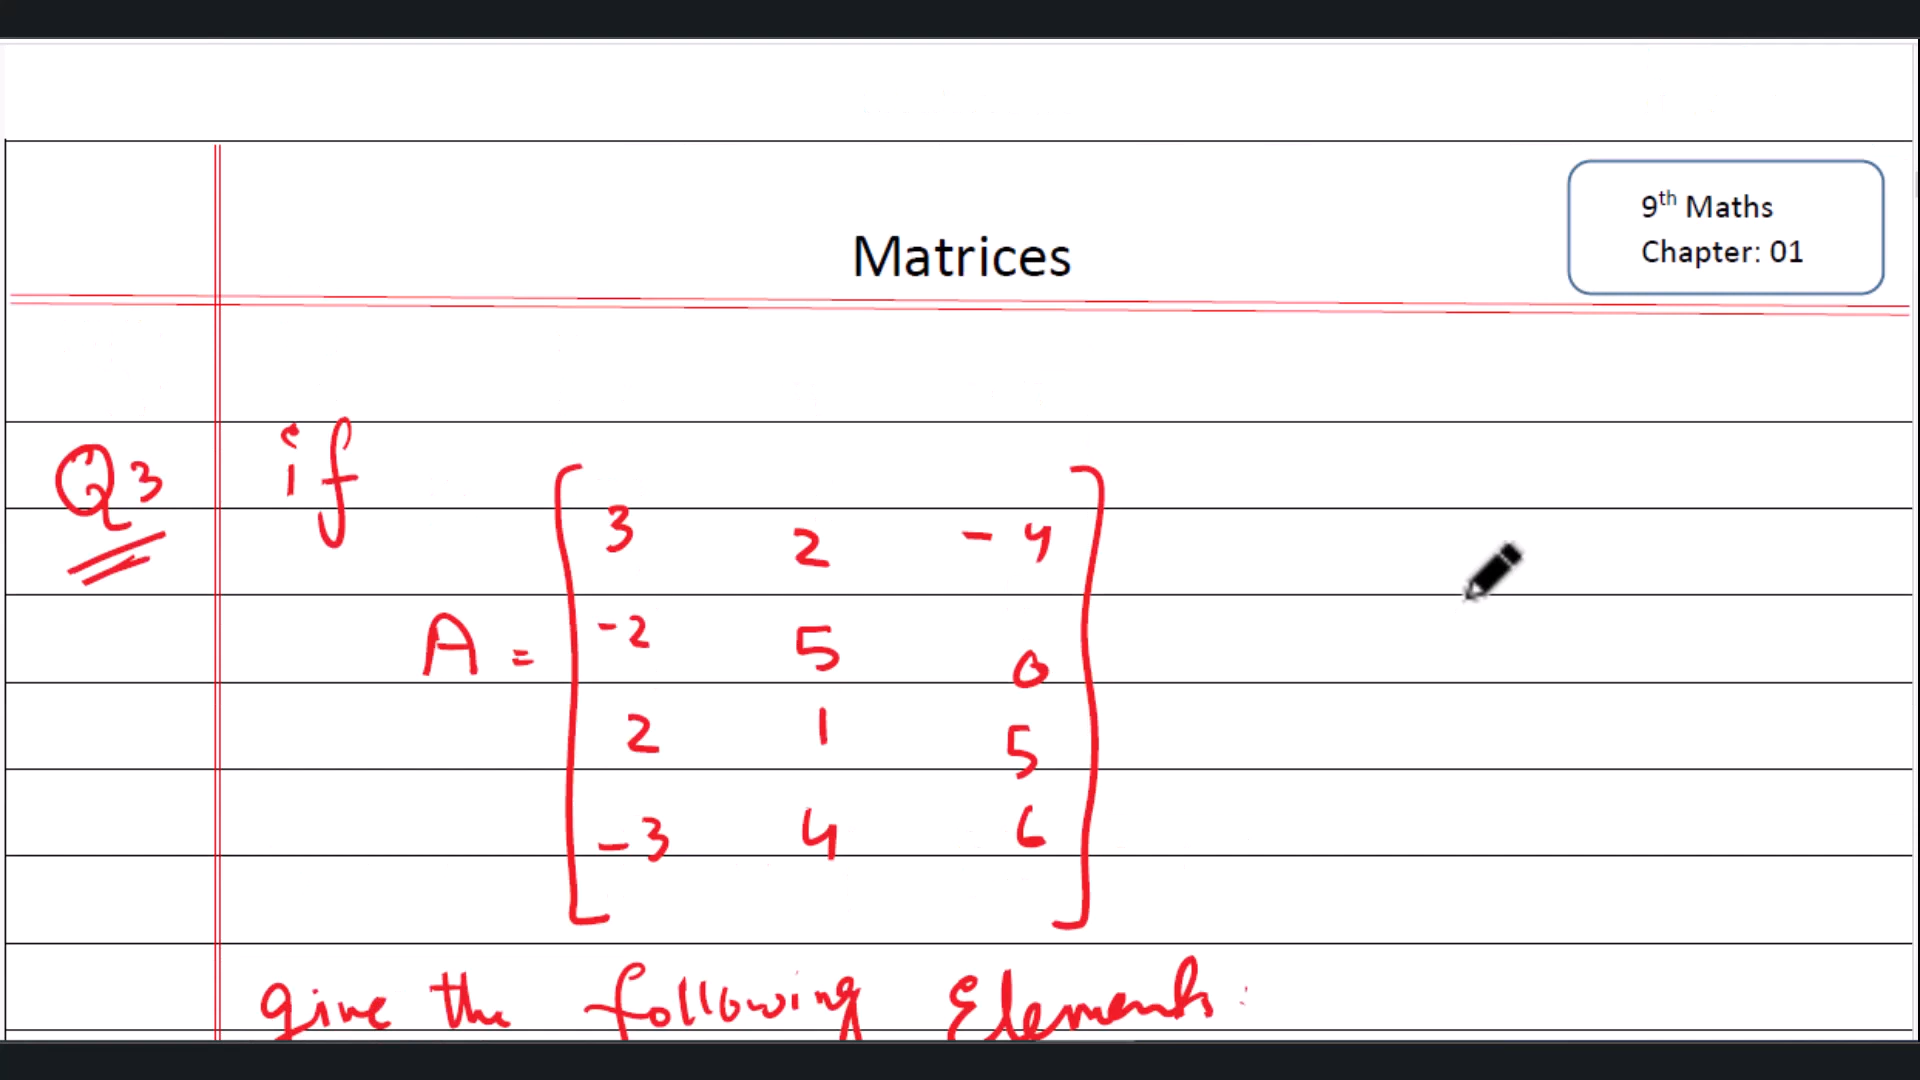 9th Maths
Chapter: 01
Matrices
Q3 if
3 2 -4
A = -2 5 0
2 1 5
-3 4 6
give the following Elements: